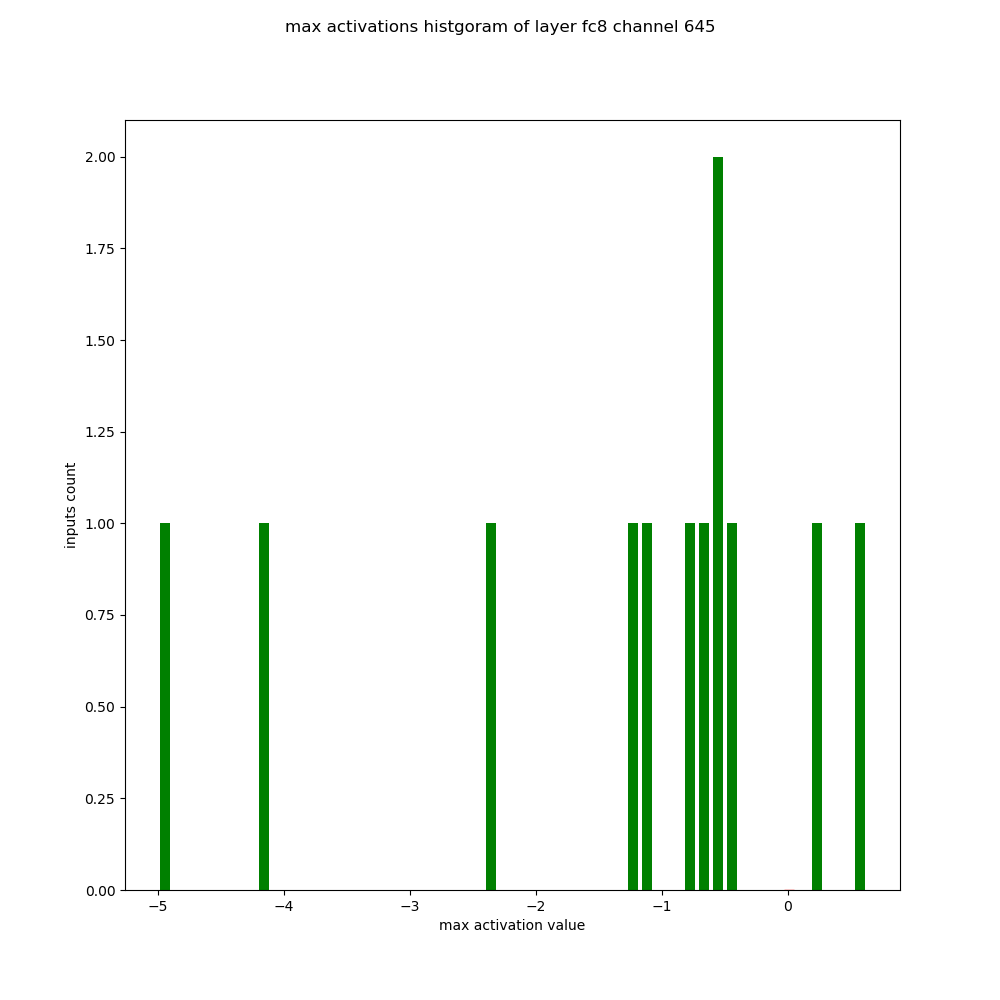 max activations histgoram of layer fc8 channel 645
2.00
1.75
1.50
1.25
1.00
0.75
0.50
0.25
0.00
inputs count
−5 −4 −3 −2 −1 0
max activation value